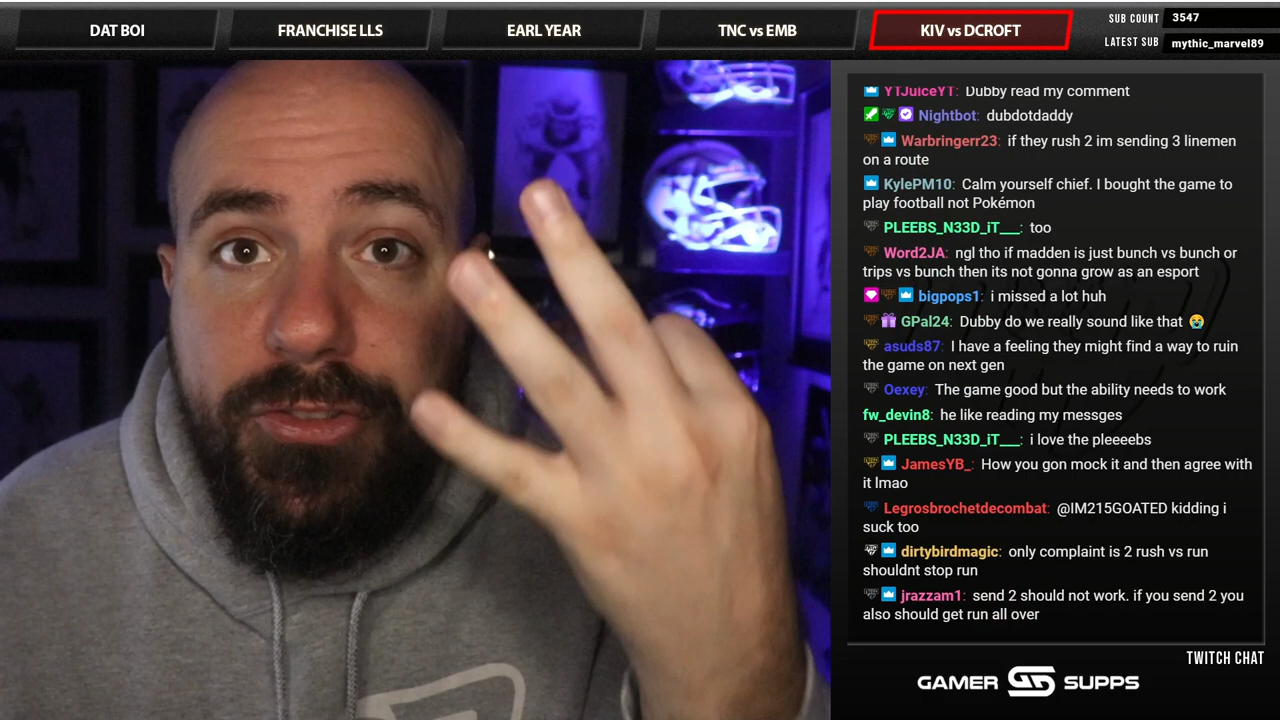 DAT BOI
FRANCHISE LLS
EARL YEAR
TNC vs EMB
KIV vs DCROFT
SUB COUNT 3547
LATEST SUB mythic_marvel89
YTJuiceYT: Dubby read my comment
Nightbot: dubdotdaddy
Warbringerr23: if they rush 2 im sending 3 linemen
on a route
KylePM10: Calm yourself chief. I bought the game to
play football not Pokémon
PLEEBS_N33D_iT___: too
Word2JA: ngl tho if madden is just bunch vs bunch or
trips vs bunch then its not gonna grow as an esport
bigpops1: i missed a lot huh
GPal24: Dubby do we really sound like that 😭
asuds87: I have a feeling they might find a way to ruin
the game on next gen
Oexey: The game good but the ability needs to work
fw_devin8: he like reading my messges
PLEEBS_N33D_iT___: i love the pleeeebs
JamesYB_: How you gon mock it and then agree with
it lmao
Legrosbrochetdecombat: @IM215GOATED kidding i
suck too
dirtybirdmagic: only complaint is 2 rush vs run
shouldnt stop run
jrazzam1: send 2 should not work. if you send 2 you
also should get run all over
TWITCH CHAT
GAMER GS SUPPS